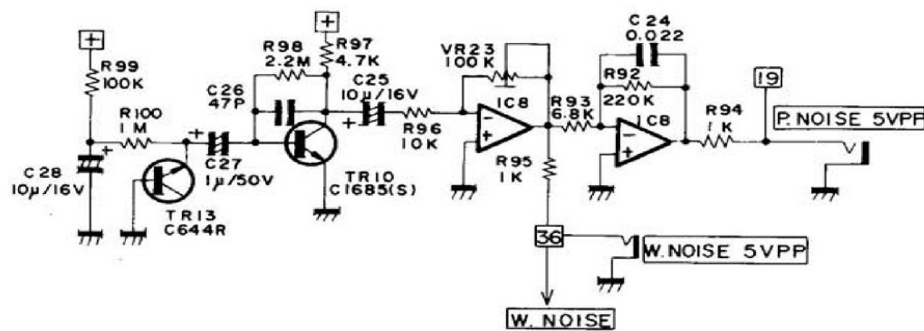 +
R99
100K
C28
10μ/16V
R100
1M
+
+
TR13
C644R
C27
1μ/50V
C26
47P
R98
2.2M
+
R97
4.7K
C25
10μ/16V
+
TR10
C1685(S)
R96
10K
VR23
100K
IC8
−
+
R95
1K
R93
6.8K
C24
0.022
R92
220K
IC8
−
+
R94
1K
19
P. NOISE 5VPP
36
W. NOISE 5VPP
W. NOISE